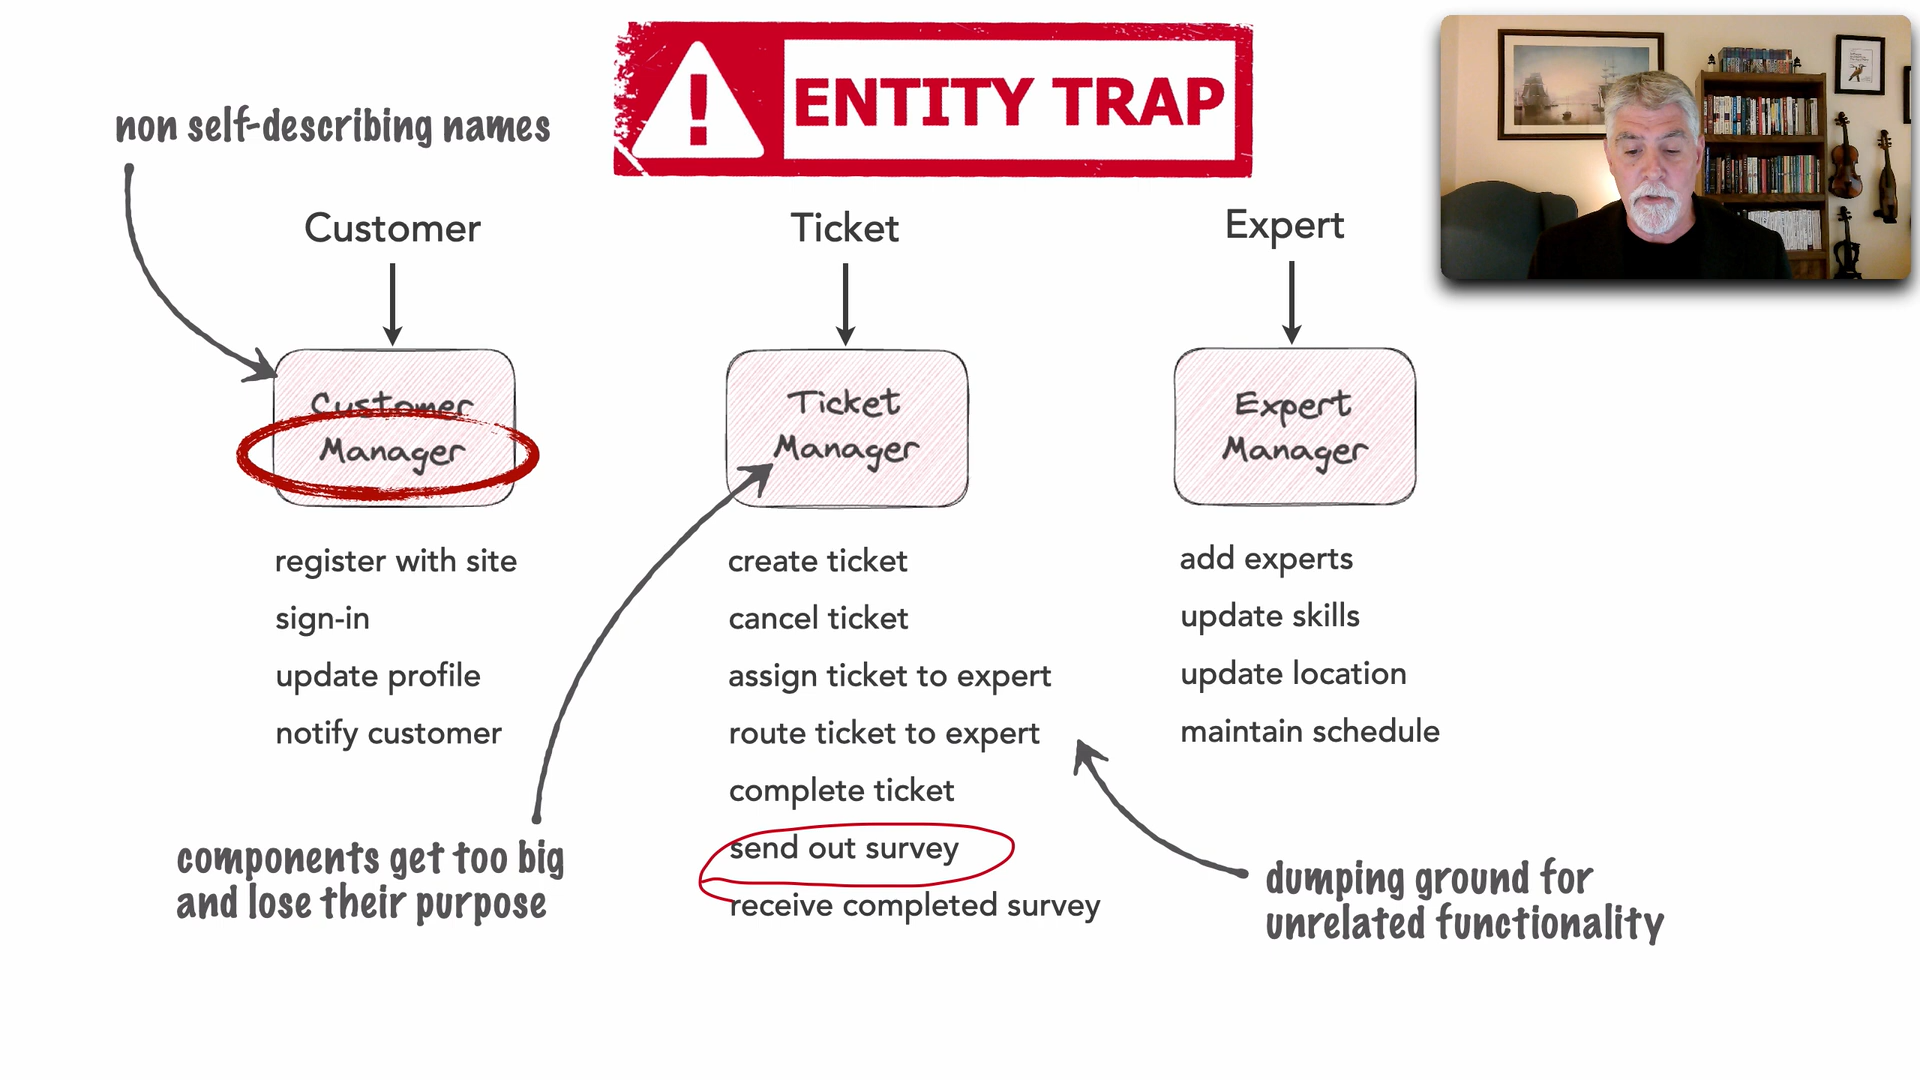 ENTITY TRAP
non self-describing names
Customer
Ticket
Expert
Customer
Manager
Ticket
Manager
Expert
Manager
register with site
sign-in
update profile
notify customer
create ticket
cancel ticket
assign ticket to expert
route ticket to expert
complete ticket
send out survey
receive completed survey
add experts
update skills
update location
maintain schedule
components get too big
and lose their purpose
dumping ground for
unrelated functionality